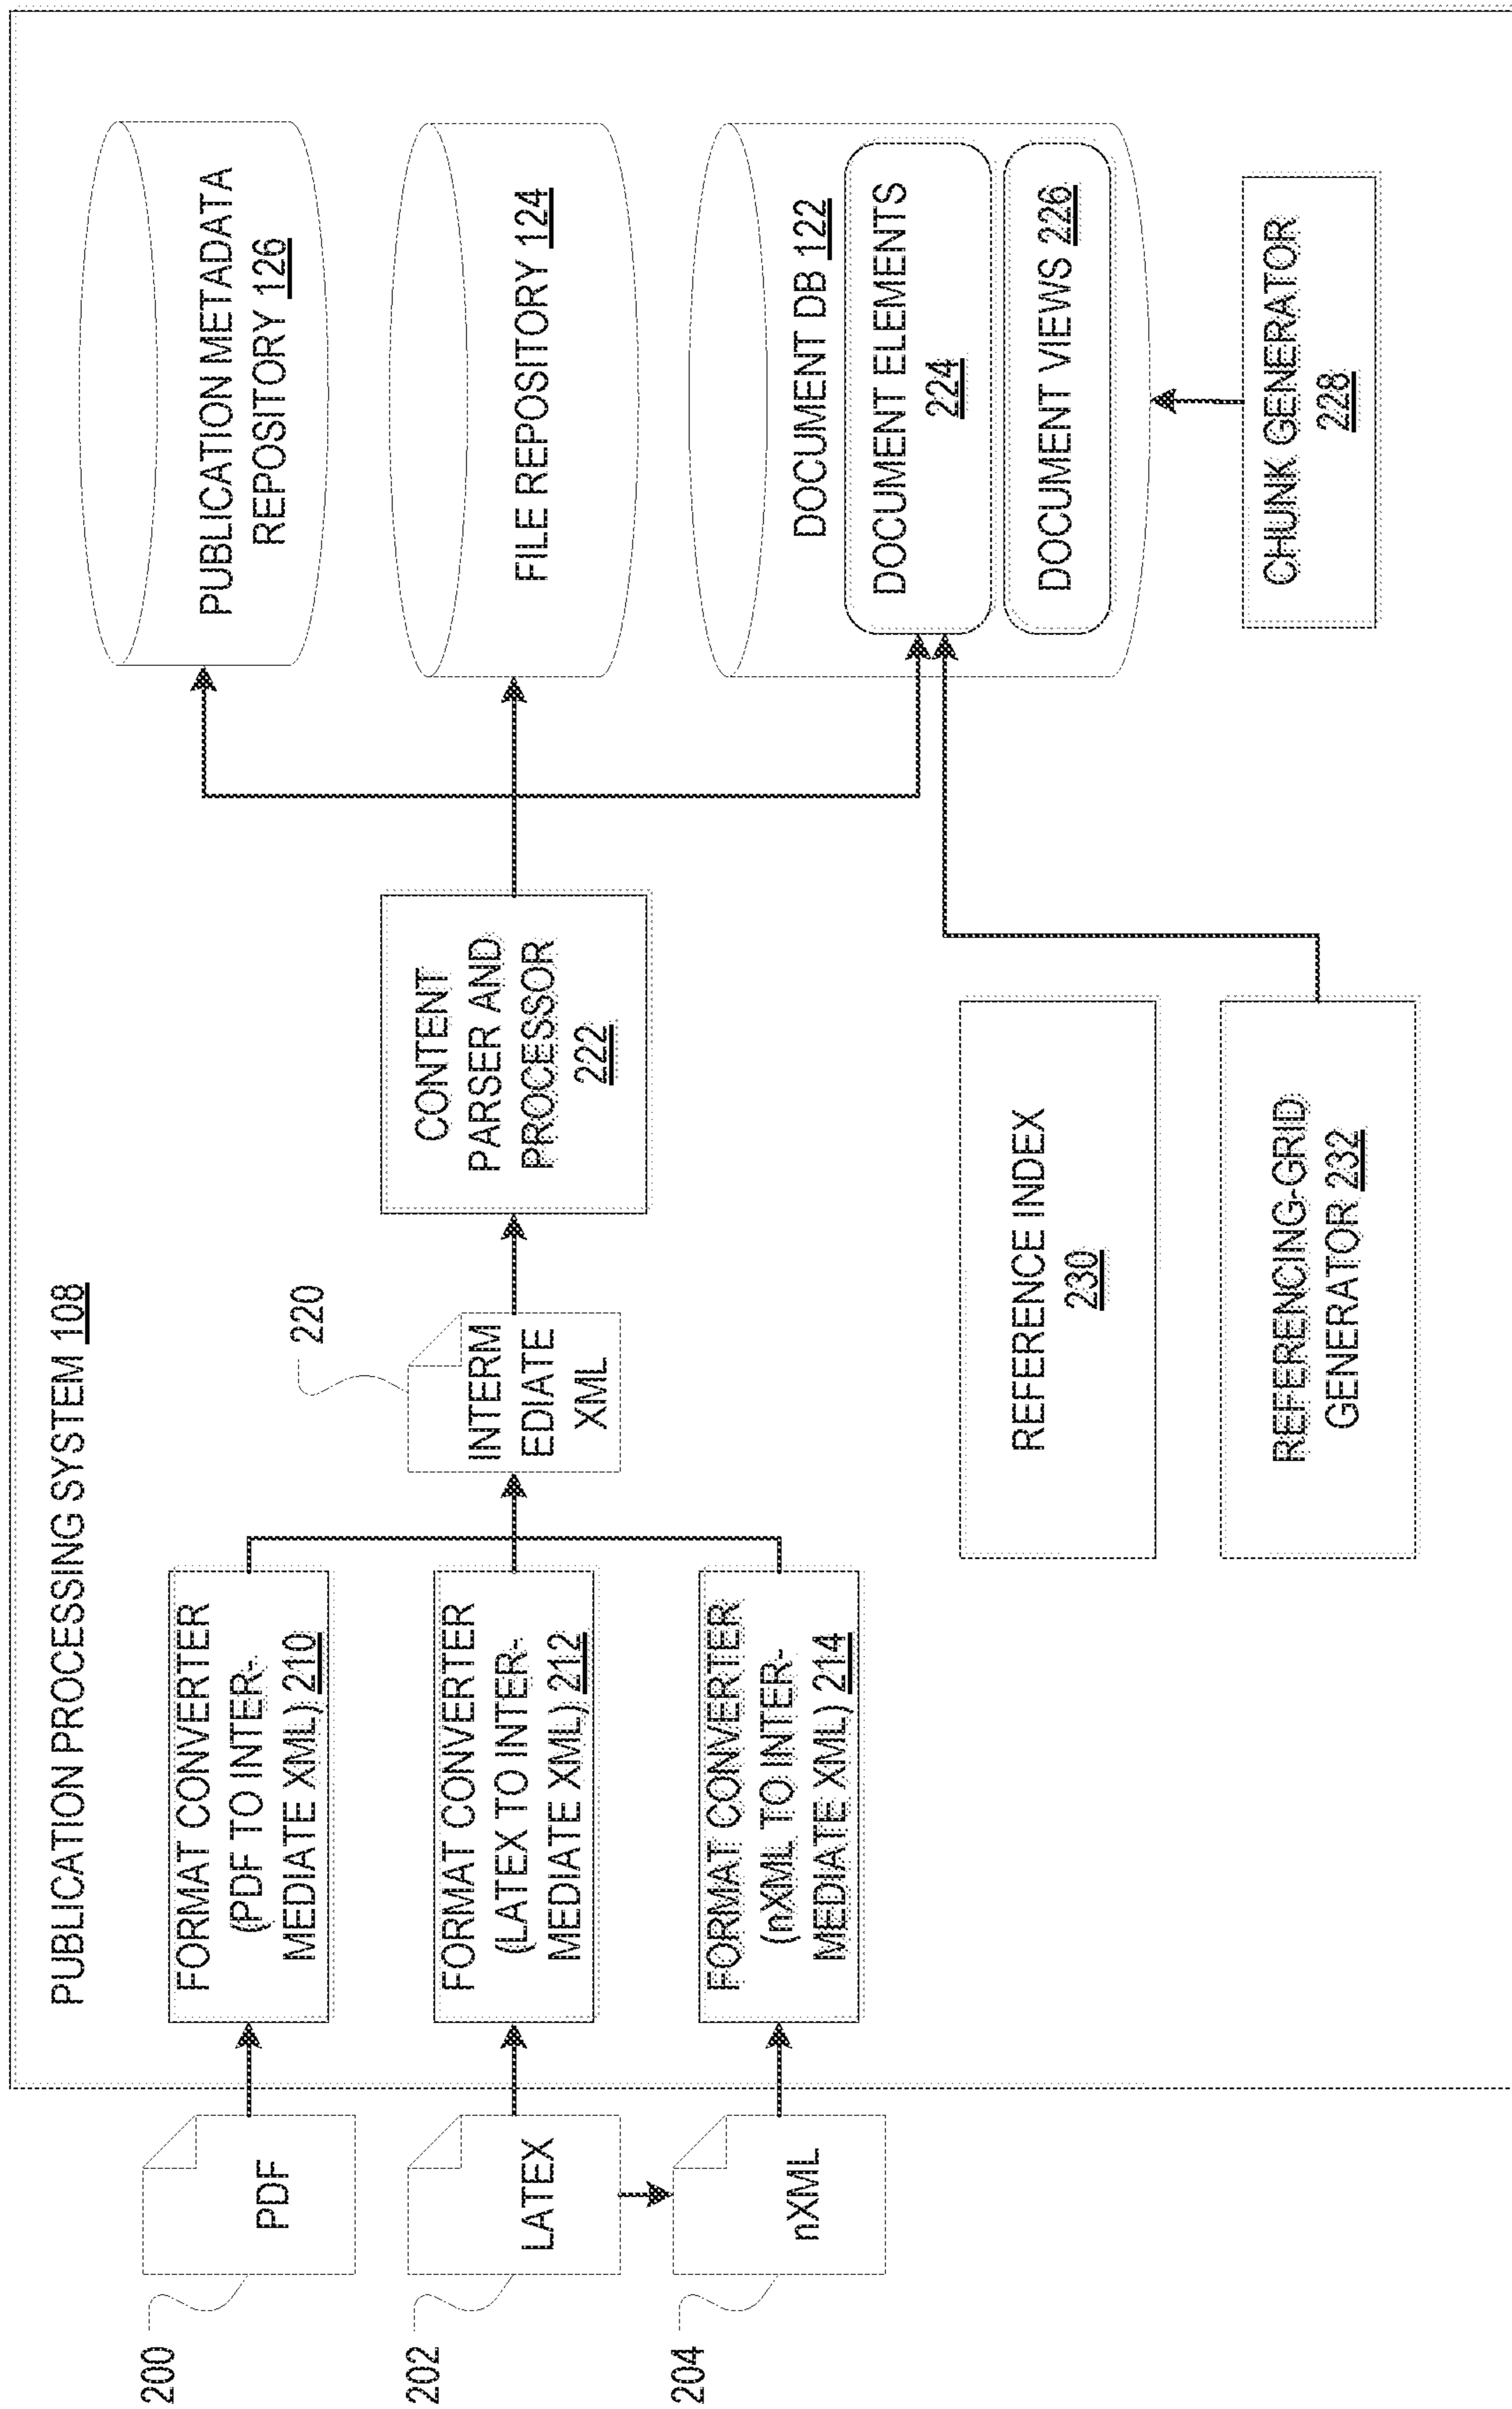 PUBLICATION PROCESSING SYSTEM 108
200
PDF
202
LATEX
204
nXML
FORMAT CONVERTER
(PDF TO INTER-
MEDIATE XML) 210
FORMAT CONVERTER
(LATEX TO INTER-
MEDIATE XML) 212
FORMAT CONVERTER
(nXML TO INTER-
MEDIATE XML) 214
220
INTERM
EDIATE
XML
CONTENT
PARSER AND
PROCESSOR
222
PUBLICATION METADATA
REPOSITORY 126
FILE REPOSITORY 124
DOCUMENT DB 122
DOCUMENT ELEMENTS
224
DOCUMENT VIEWS 226
REFERENCE INDEX
230
REFERENCING-GRID
GENERATOR 232
CHUNK GENERATOR
228